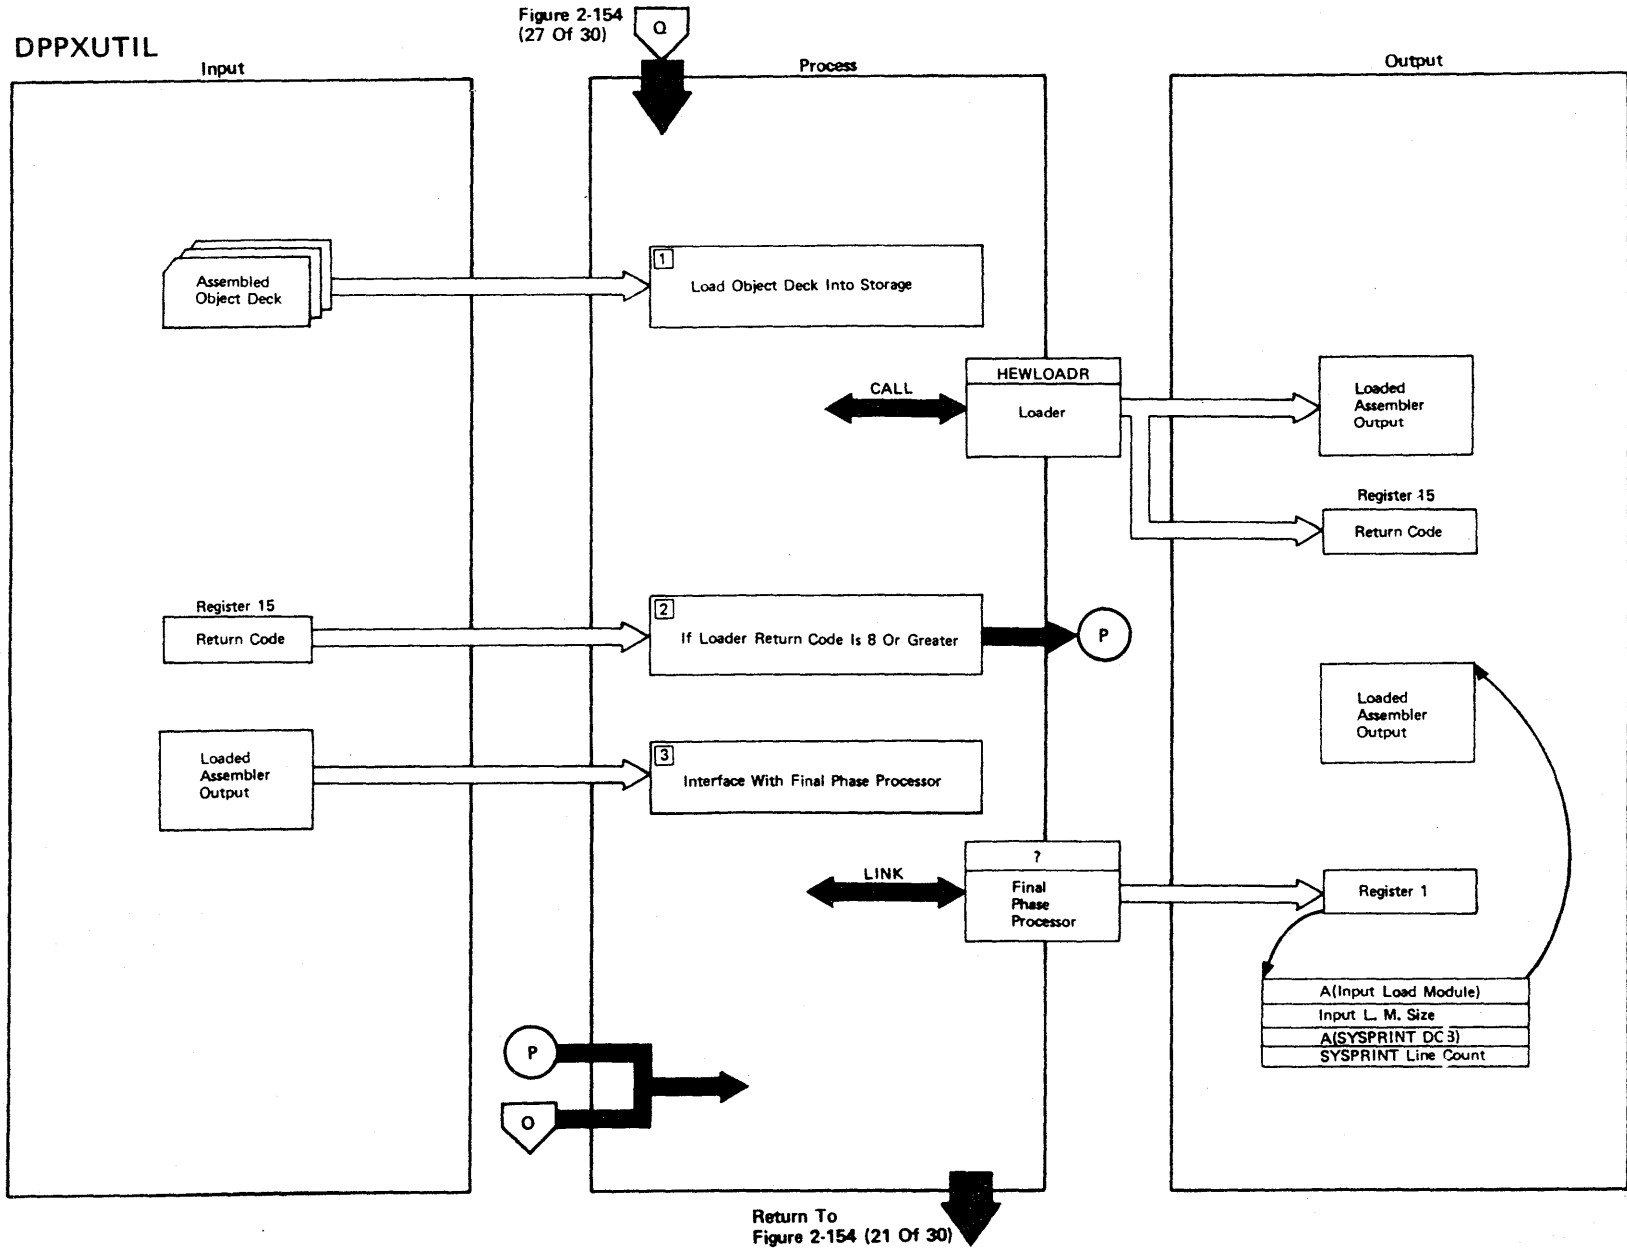 Figure 2-154
(27 Of 30)
Q
DPPXUTIL
Input
Process
Output
Assembled
Object Deck
1
Load Object Deck Into Storage
HEWLOADR
Loader
CALL
Loaded
Assembler
Output
Register 15
Return Code
Register 15
Return Code
2
If Loader Return Code Is 8 Or Greater
P
Loaded
Assembler
Output
Loaded
Assembler
Output
3
Interface With Final Phase Processor
?
Final
Phase
Processor
LINK
Register 1
A(Input Load Module)
Input L. M. Size
A(SYSPRINT DCB)
SYSPRINT Line Count
P
O
Return To
Figure 2-154 (21 Of 30)